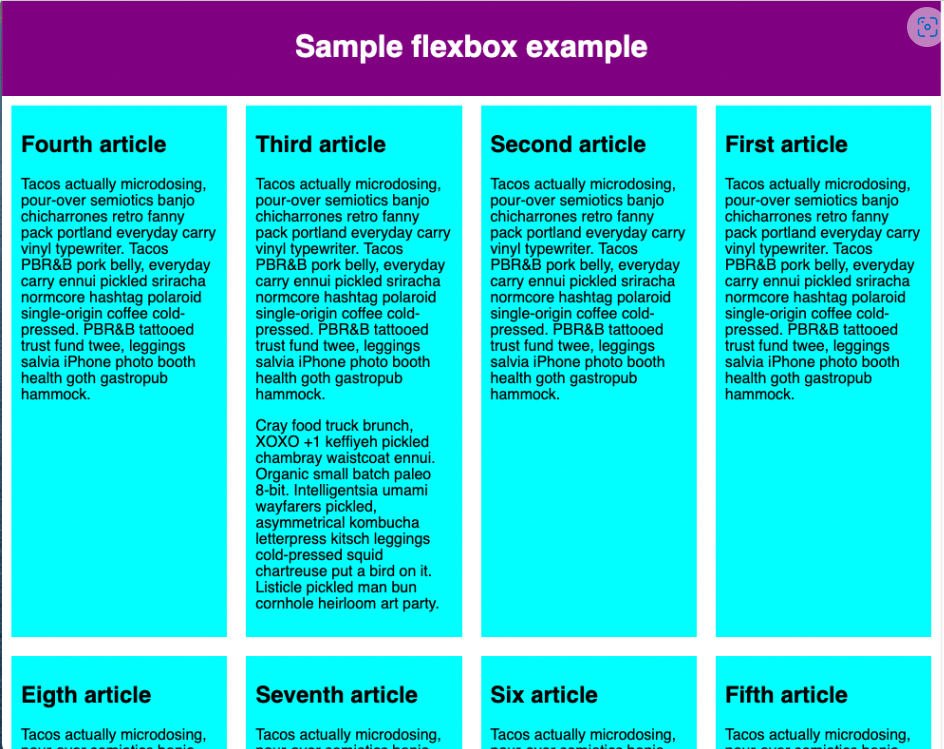 Sample flexbox example
Fourth article
Tacos actually microdosing,
pour-over semiotics banjo
chicharrones retro fanny
pack portland everyday carry
vinyl typewriter. Tacos
PBR&B pork belly, everyday
carry ennui pickled sriracha
normcore hashtag polaroid
single-origin coffee cold-
pressed. PBR&B tattooed
trust fund twee, leggings
salvia iPhone photo booth
health goth gastropub
hammock.
Third article
Tacos actually microdosing,
pour-over semiotics banjo
chicharrones retro fanny
pack portland everyday carry
vinyl typewriter. Tacos
PBR&B pork belly, everyday
carry ennui pickled sriracha
normcore hashtag polaroid
single-origin coffee cold-
pressed. PBR&B tattooed
trust fund twee, leggings
salvia iPhone photo booth
health goth gastropub
hammock.
Cray food truck brunch,
XOXO +1 keffiyeh pickled
chambray waistcoat ennui.
Organic small batch paleo
8-bit. Intelligentsia umami
wayfarers pickled,
asymmetrical kombucha
letterpress kitsch leggings
cold-pressed squid
chartreuse put a bird on it.
Listicle pickled man bun
cornhole heirloom art party.
Second article
Tacos actually microdosing,
pour-over semiotics banjo
chicharrones retro fanny
pack portland everyday carry
vinyl typewriter. Tacos
PBR&B pork belly, everyday
carry ennui pickled sriracha
normcore hashtag polaroid
single-origin coffee cold-
pressed. PBR&B tattooed
trust fund twee, leggings
salvia iPhone photo booth
health goth gastropub
hammock.
First article
Tacos actually microdosing,
pour-over semiotics banjo
chicharrones retro fanny
pack portland everyday carry
vinyl typewriter. Tacos
PBR&B pork belly, everyday
carry ennui pickled sriracha
normcore hashtag polaroid
single-origin coffee cold-
pressed. PBR&B tattooed
trust fund twee, leggings
salvia iPhone photo booth
health goth gastropub
hammock.
Eigth article
Tacos actually microdosing,
Seventh article
Tacos actually microdosing,
Six article
Tacos actually microdosing,
Fifth article
Tacos actually microdosing,